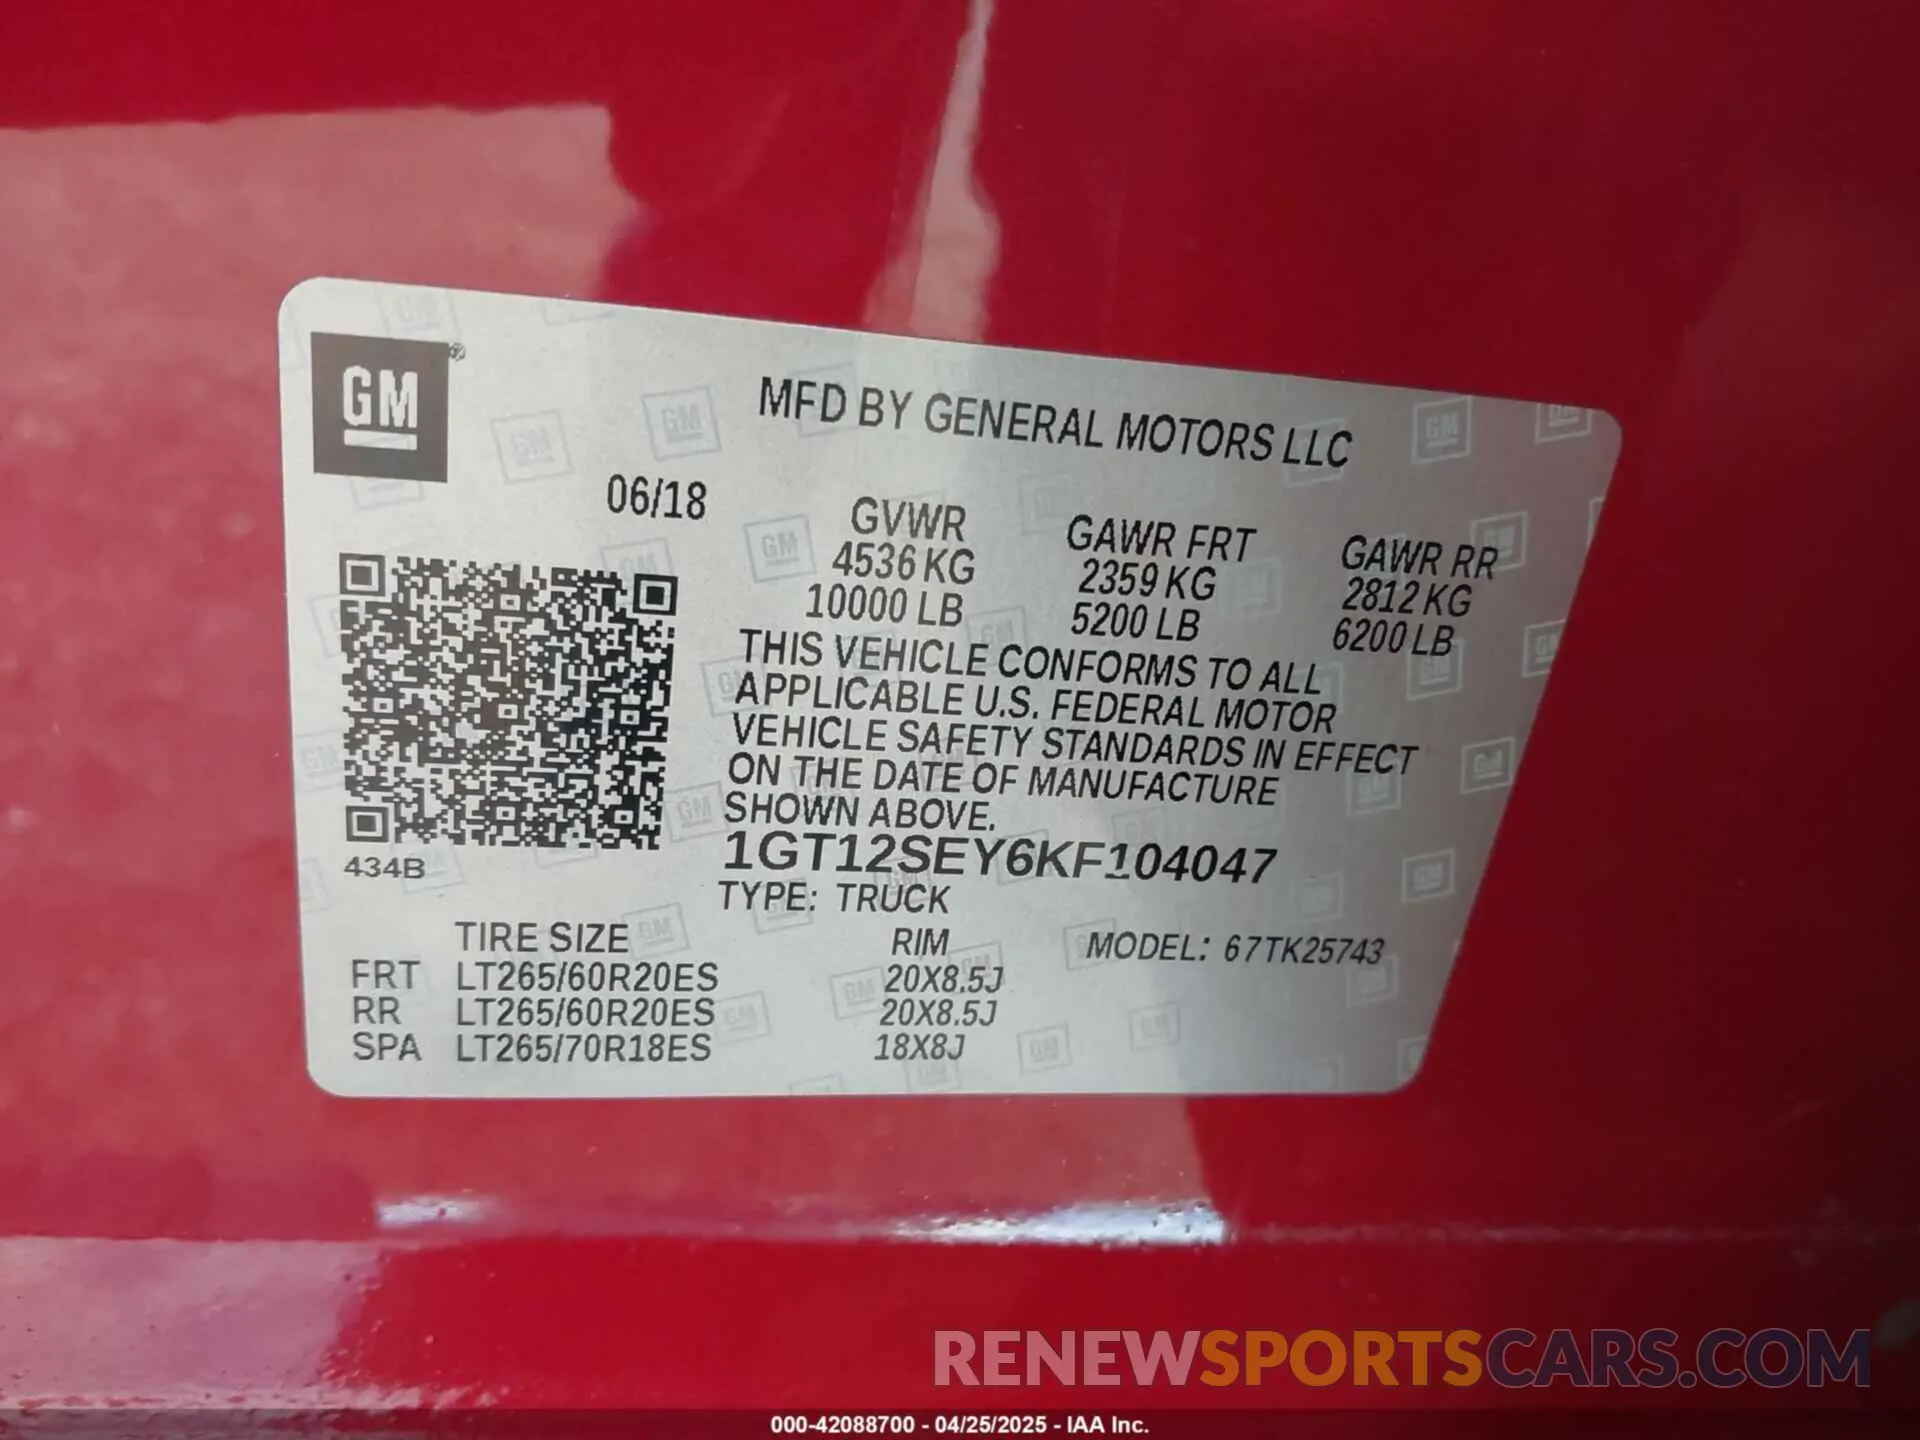 GM®
MFD BY GENERAL MOTORS LLC
06/18
GVWR GAWR FRT GAWR RR
4536 KG 2359 KG 2812 KG
10000 LB 5200 LB 6200 LB
THIS VEHICLE CONFORMS TO ALL
APPLICABLE U.S. FEDERAL MOTOR
VEHICLE SAFETY STANDARDS IN EFFECT
ON THE DATE OF MANUFACTURE
SHOWN ABOVE.
1GT12SEY6KF104047
434B
TYPE: TRUCK
TIRE SIZE RIM MODEL: 67TK25743
FRT LT265/60R20ES 20X8.5J
RR LT265/60R20ES 20X8.5J
SPA LT265/70R18ES 18X8J
RENEWSPORTSCARS.COM
000-42088700 - 04/25/2025 - IAA Inc.